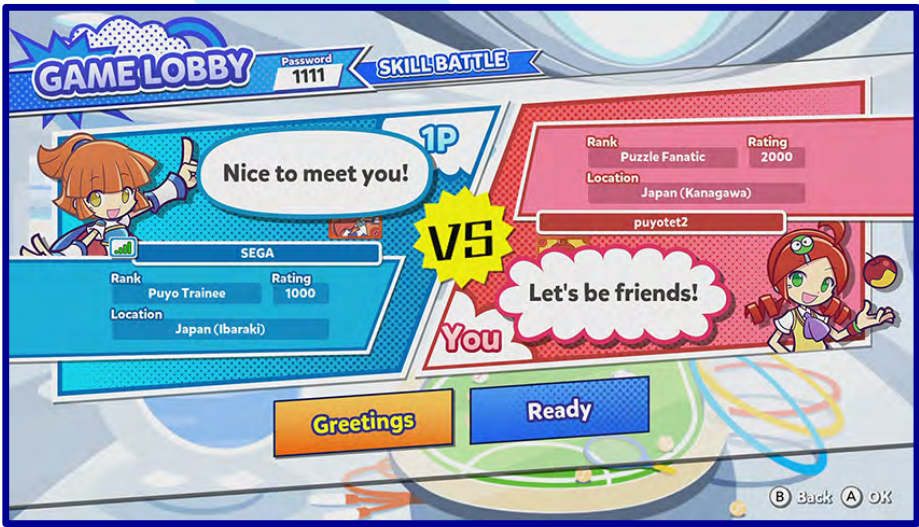 GAME LOBBY
Password
1111
SKILL BATTLE
1P
Nice to meet you!
SEGA
Rank
Rating
Puyo Trainee
1000
Location
Japan (Ibaraki)
VS
Rank
Rating
Puzzle Fanatic
2000
Location
Japan (Kanagawa)
puyotet2
Let's be friends!
You
Greetings
Ready
B Back A OK